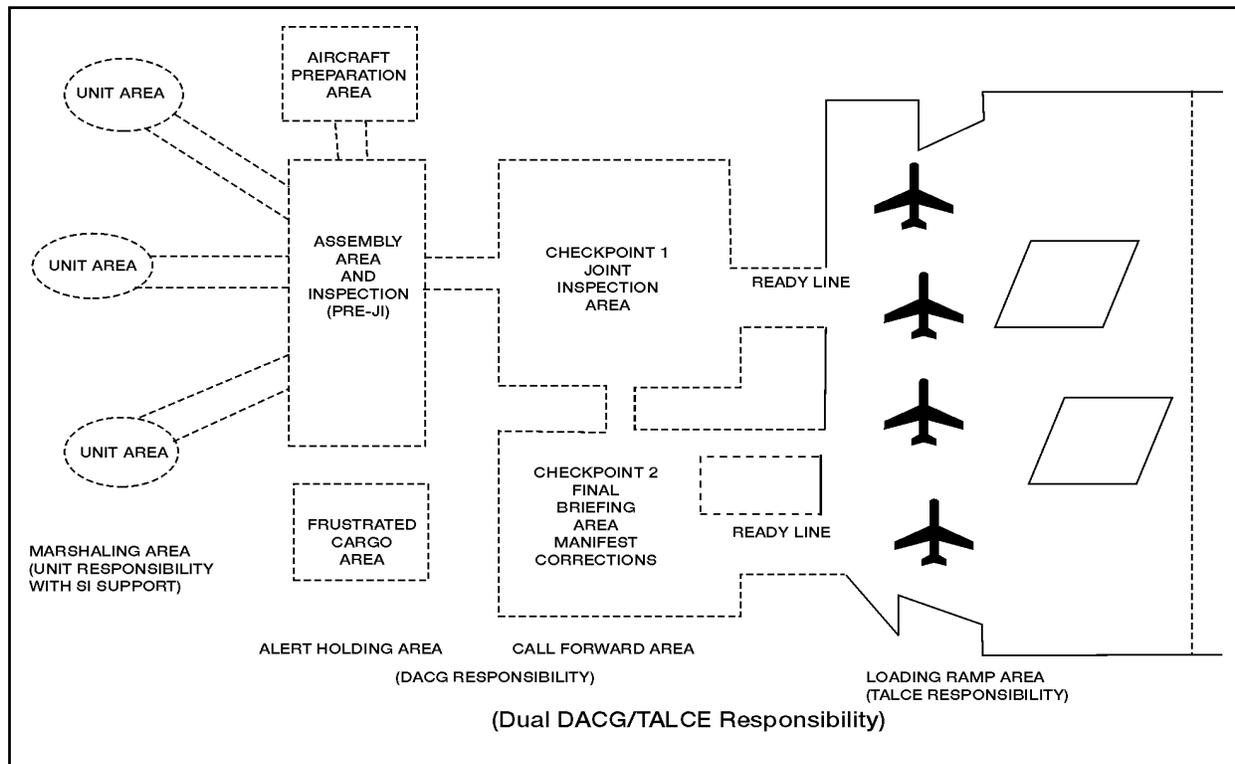 UNIT AREA
UNIT AREA
UNIT AREA
MARSHALING AREA
(UNIT RESPONSIBILITY
WITH SI SUPPORT)
AIRCRAFT
PREPARATION
AREA
ASSEMBLY
AREA
AND
INSPECTION
(PRE-JI)
FRUSTRATED
CARGO
AREA
ALERT HOLDING AREA
CHECKPOINT 1
JOINT
INSPECTION
AREA
READY LINE
CHECKPOINT 2
FINAL
BRIEFING
AREA
MANIFEST
CORRECTIONS
READY LINE
CALL FORWARD AREA
(DACG RESPONSIBILITY)
LOADING RAMP AREA
(TALCE RESPONSIBILITY)
(Dual DACG/TALCE Responsibility)